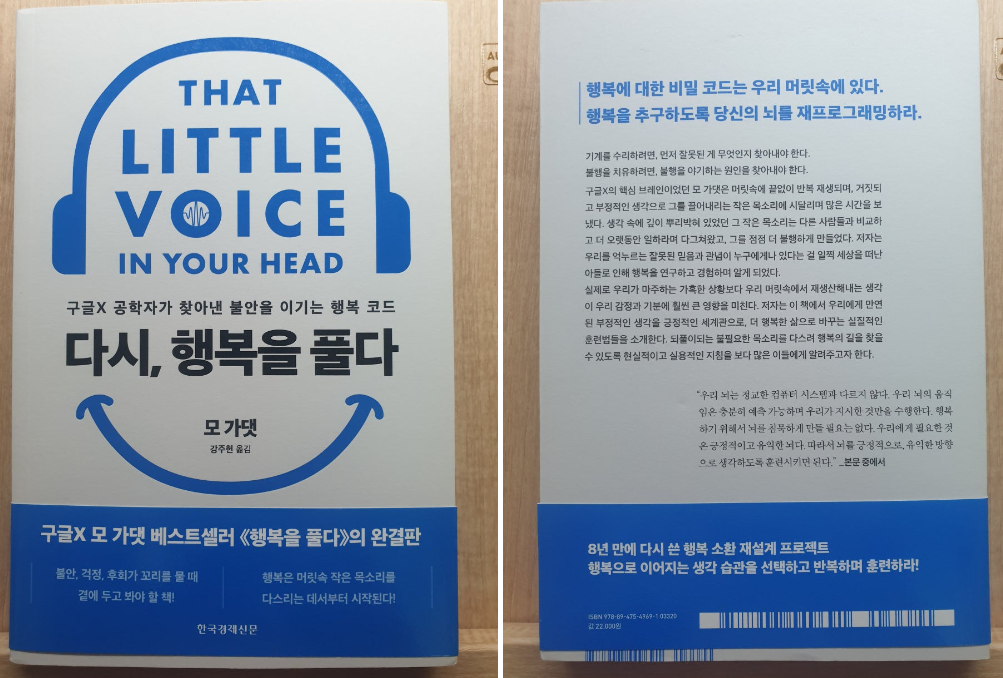 THAT
LITTLE
VOICE
IN YOUR HEAD
구글X 공학자가 찾아낸 불안을 이기는 행복 코드
다시, 행복을 풀다
모 가댓
강주헌 옮김
구글X 모 가댓 베스트셀러 《행복을 풀다》의 완결판
불안, 걱정, 후회가 꼬리를 물 때
곁에 두고 봐야 할 책!
행복은 머릿속 작은 목소리를
다스리는 데서부터 시작된다!
한국경제신문
행복에 대한 비밀 코드는 우리 머릿속에 있다.
행복을 추구하도록 당신의 뇌를 재프로그래밍하라.
기계를 수리하려면, 먼저 잘못된 게 무엇인지 찾아내야 한다.
불행을 치유하려면, 불행을 야기하는 원인을 찾아내야 한다.
구글X의 핵심 브레인이었던 모 가댓은 머릿속에 끝없이 반복 재생되며, 거짓되
고 부정적인 생각으로 그를 끌어내리는 작은 목소리에 시달리며 많은 시간을 보
냈다. 생각 속에 깊이 뿌리박혀 있었던 그 작은 목소리는 다른 사람들과 비교하
고 더 오랫동안 일하라며 다그쳐왔고, 그를 점점 더 불행하게 만들었다. 저자는
우리를 억누르는 잘못된 믿음과 관념이 누구에게나 있다는 걸 일찍 세상을 떠난
아들로 인해 행복을 연구하고 경험하며 알게 되었다.
실제로 우리가 마주하는 가혹한 상황보다 우리 머릿속에서 재생산해내는 생각
이 우리 감정과 기분에 훨씬 큰 영향을 미친다. 저자는 이 책에서 우리에게 만연
된 부정적인 생각을 긍정적인 세계관으로, 더 행복한 삶으로 바꾸는 실질적인
훈련법들을 소개한다. 되풀이되는 불필요한 목소리를 다스려 행복의 길을 찾을
수 있도록 현실적이고 실용적인 지침을 보다 많은 이들에게 알려주고자 한다.
"우리 뇌는 정교한 컴퓨터 시스템과 다르지 않다. 우리 뇌의 움직
임은 충분히 예측 가능하며 우리가 지시한 것만을 수행한다. 행복
하기 위해서 뇌를 침묵하게 만들 필요는 없다. 우리에게 필요한 것
은 긍정적이고 유익한 뇌다. 따라서 뇌를 긍정적으로, 유익한 방향
으로 생각하도록 훈련시키면 된다." _본문 중에서
8년 만에 다시 쓴 행복 소환 재설계 프로젝트
행복으로 이어지는 생각 습관을 선택하고 반복하며 훈련하라!
ISBN 978-89-475-4969-1 03320
값 22,000원